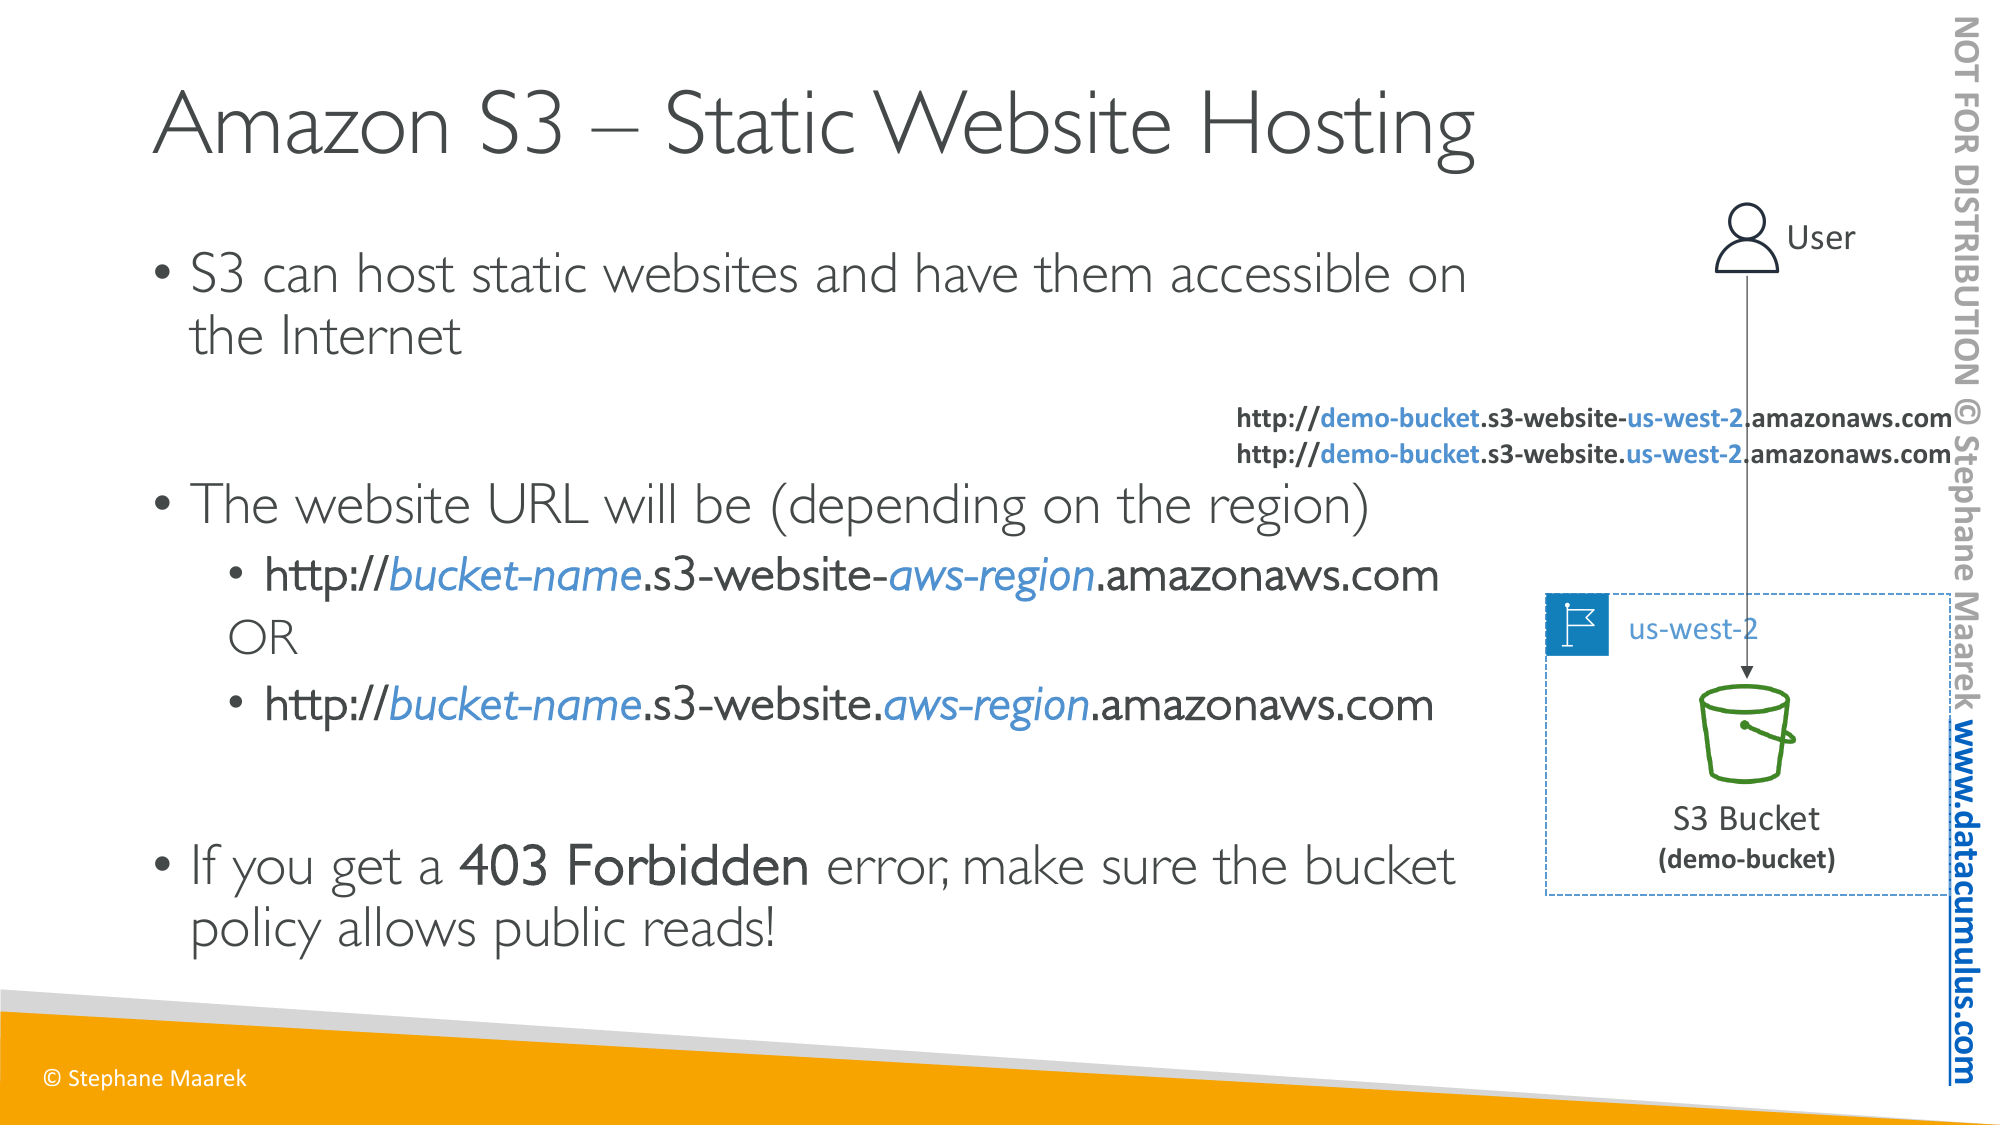 Amazon S3 – Static Website Hosting
• S3 can host static websites and have them accessible on
the Internet
• The website URL will be (depending on the region)
• http://bucket-name.s3-website-aws-region.amazonaws.com
OR
• http://bucket-name.s3-website.aws-region.amazonaws.com
• If you get a 403 Forbidden error, make sure the bucket
policy allows public reads!
User
http://demo-bucket.s3-website-us-west-2.amazonaws.com
http://demo-bucket.s3-website.us-west-2.amazonaws.com
us-west-2
S3 Bucket
(demo-bucket)
© Stephane Maarek
NOT FOR DISTRIBUTION © Stephane Maarek www.datacumulus.com